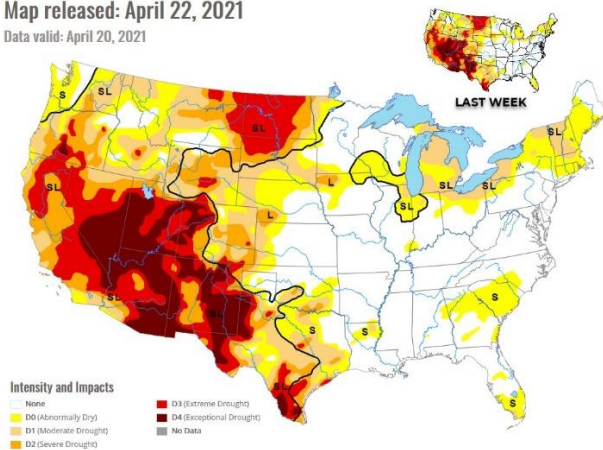 Map released: April 22, 2021
Data valid: April 20, 2021
LAST WEEK
S
SL
SL
SL
SL
L
L
SL
SL
SL
SL
SL
SL
SL
S
S
S
S
Intensity and Impacts
None
D0 (Abnormally Dry)
D1 (Moderate Drought)
D2 (Severe Drought)
D3 (Extreme Drought)
D4 (Exceptional Drought)
No Data